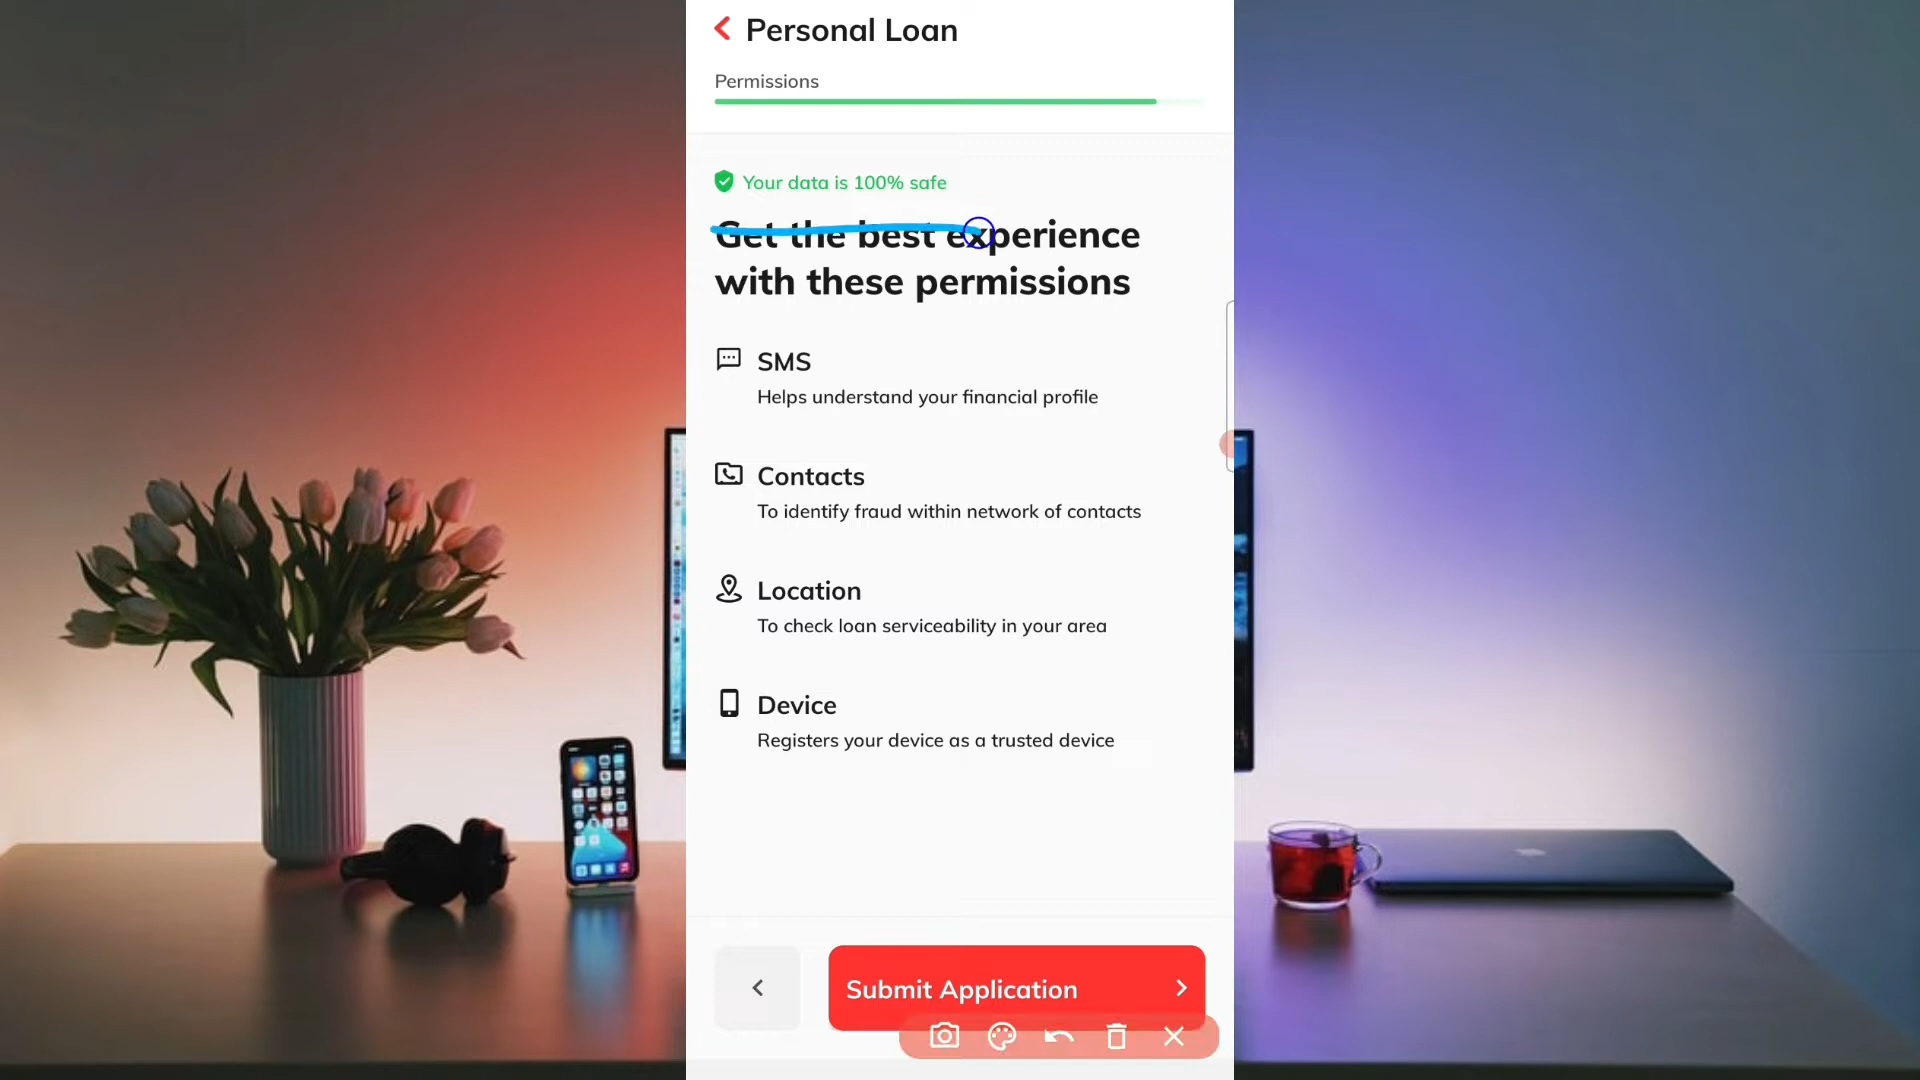 Personal Loan
Permissions
Your data is 100% safe
Get the best experience
with these permissions
SMS
Helps understand your financial profile
Contacts
To identify fraud within network of contacts
Location
To check loan serviceability in your area
Device
Registers your device as a trusted device
Submit Application